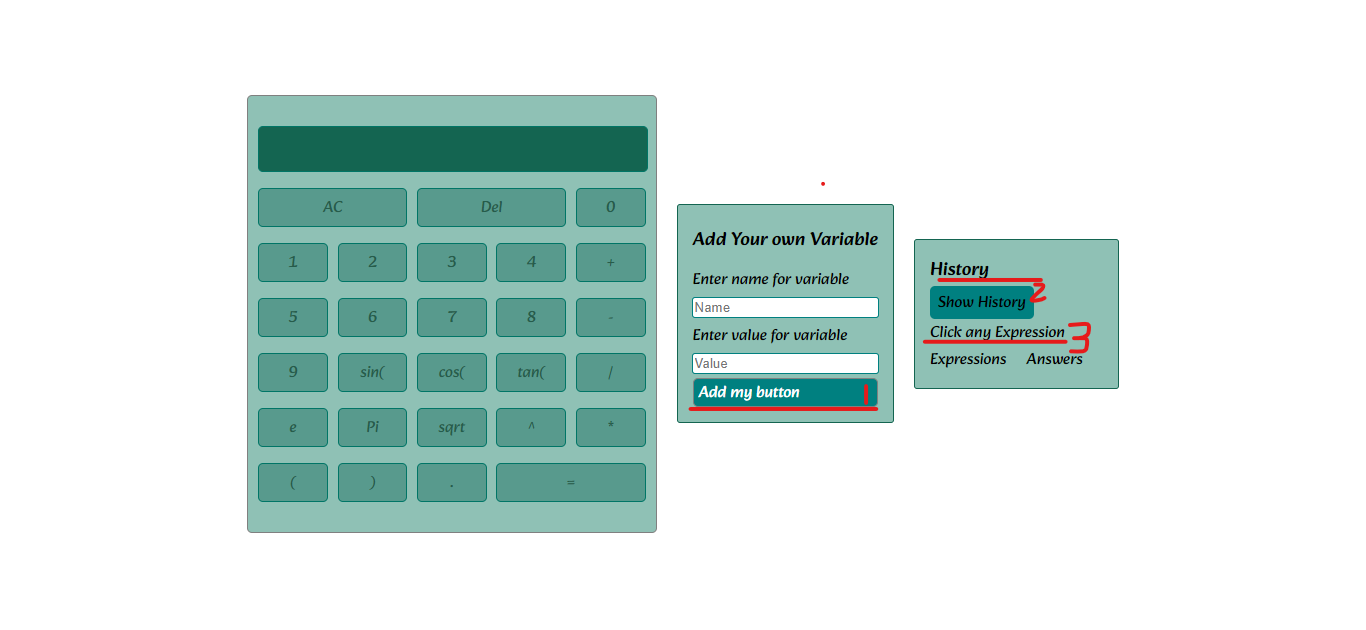 AC Del 0
1 2 3 4 +
5 6 7 8 -
9 sin( cos( tan( /
e Pi sqrt ^ *
( ) . =
Add Your own Variable
Enter name for variable
Name
Enter value for variable
Value
Add my button 1
History
Show History 2
Click any Expression 3
Expressions Answers